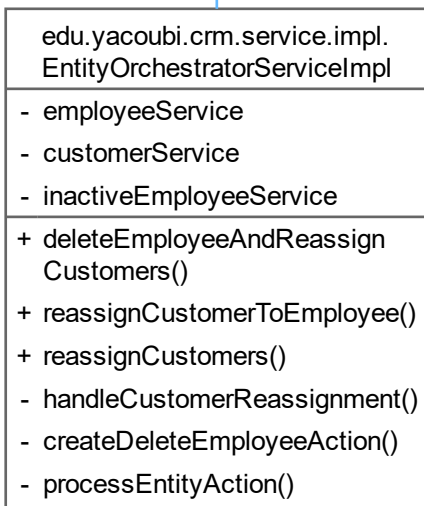 edu.yacoubi.crm.service.impl.
EntityOrchestratorServiceImpl
- employeeService
- customerService
- inactiveEmployeeService
+ deleteEmployeeAndReassign
Customers()
+ reassignCustomerToEmployee()
+ reassignCustomers()
- handleCustomerReassignment()
- createDeleteEmployeeAction()
- processEntityAction()